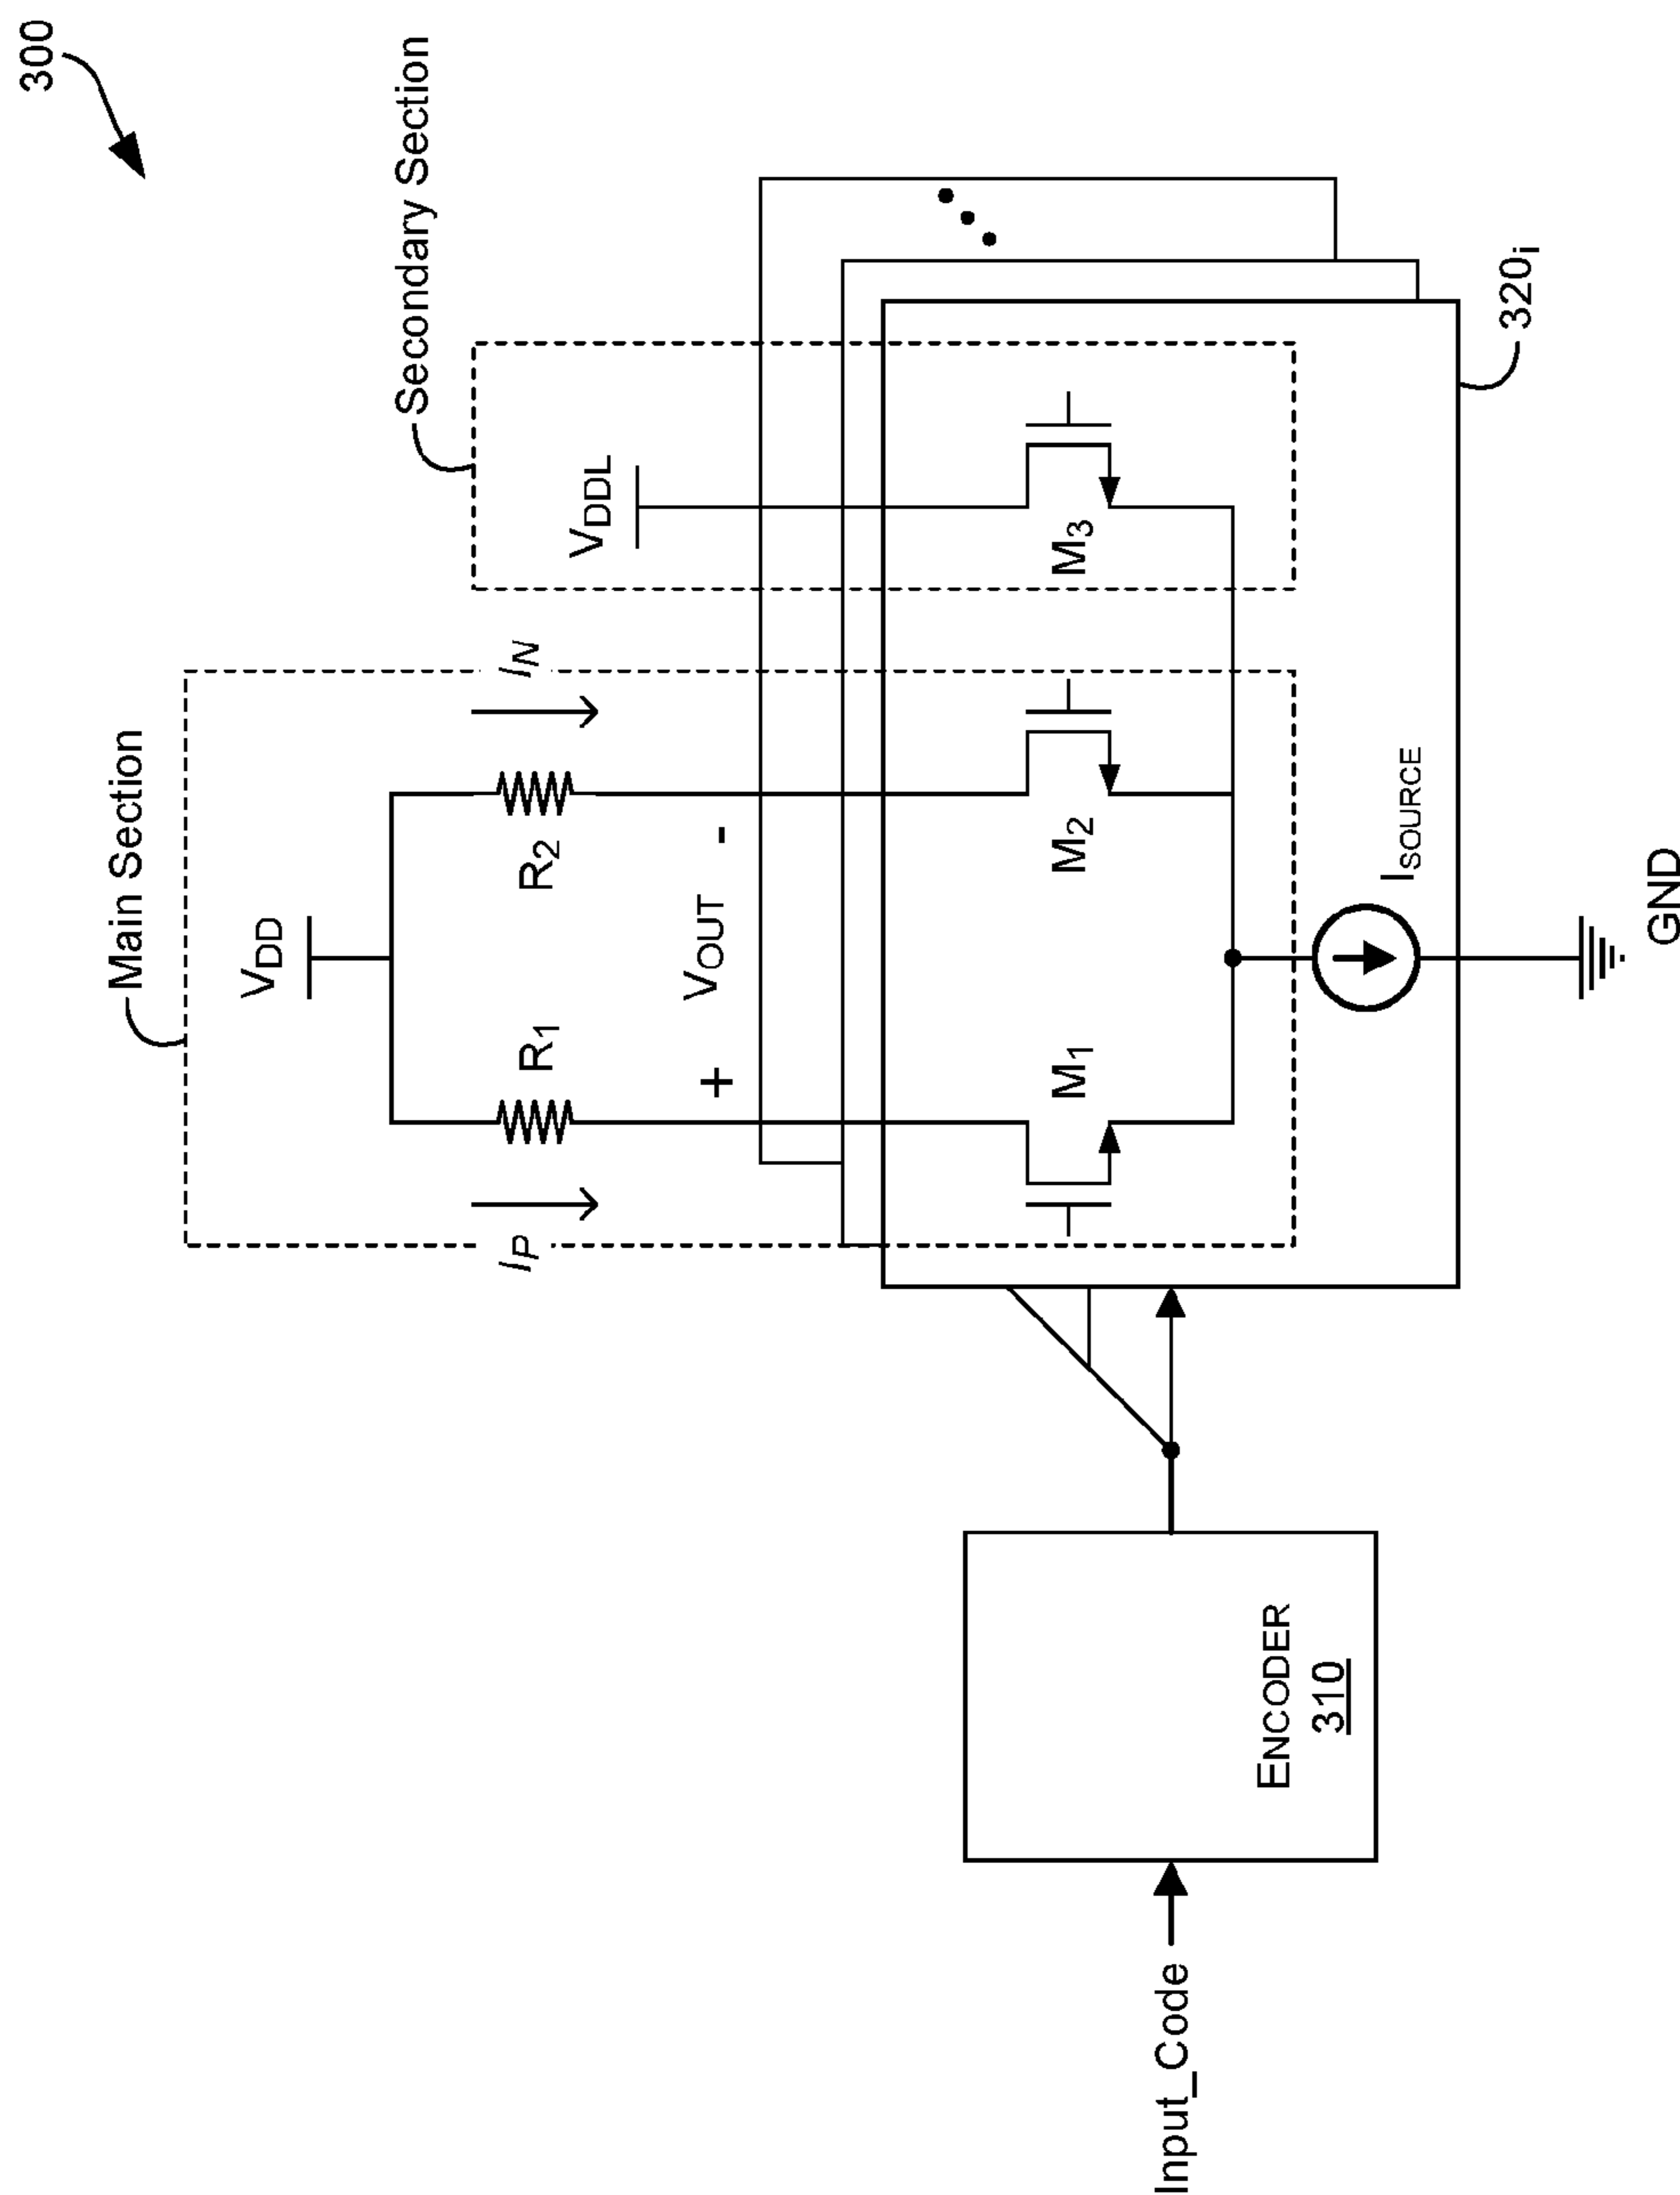 300
Main Section
Secondary Section
VDD
VDDL
IP
R1
R2
IN
+
VOUT
-
M1
M2
M3
ISOURCE
320i
GND
Input_Code
ENCODER
310